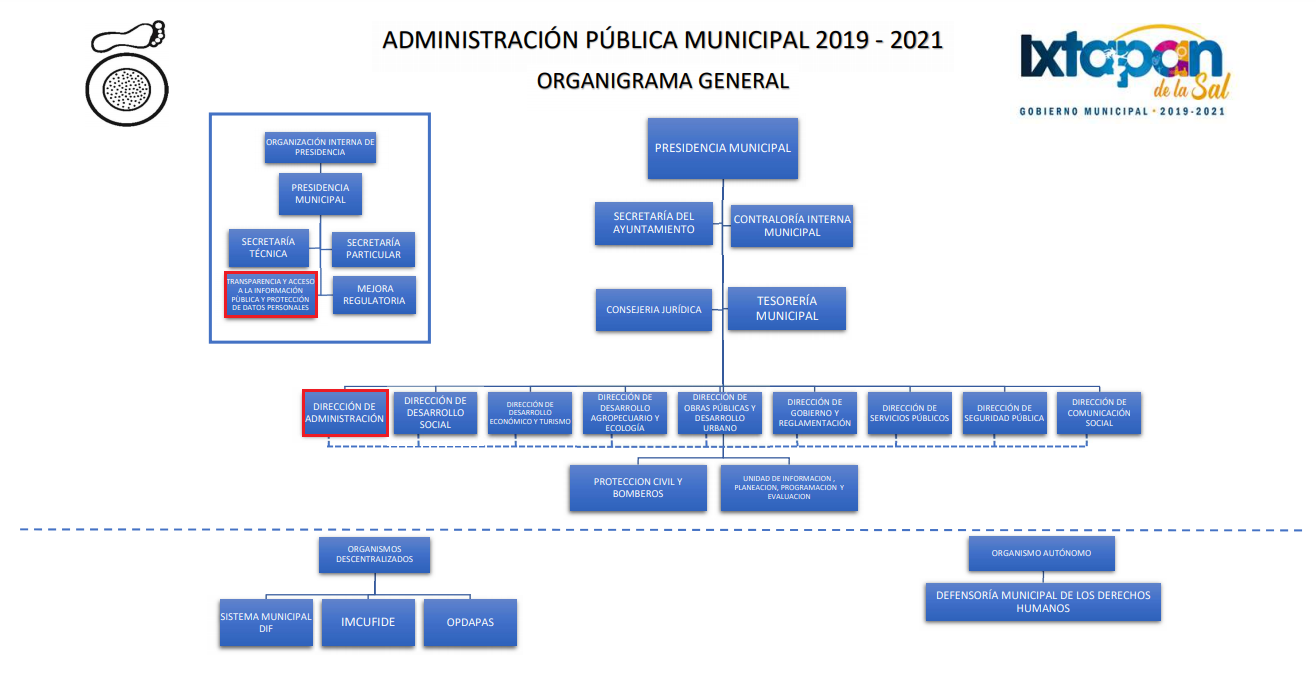 ADMINISTRACIÓN PÚBLICA MUNICIPAL 2019 - 2021
ORGANIGRAMA GENERAL
Ixtapan
de la Sal
GOBIERNO MUNICIPAL • 2019-2021
ORGANIZACIÓN INTERNA DE
PRESIDENCIA
PRESIDENCIA
MUNICIPAL
SECRETARÍA
TÉCNICA
SECRETARÍA
PARTICULAR
TRANSPARENCIA Y ACCESO
A LA INFORMACIÓN
PÚBLICA Y PROTECCIÓN
DE DATOS PERSONALES
MEJORA
REGULATORIA
PRESIDENCIA MUNICIPAL
SECRETARÍA DEL
AYUNTAMIENTO
CONTRALORÍA INTERNA
MUNICIPAL
CONSEJERIA JURÍDICA
TESORERÍA
MUNICIPAL
DIRECCIÓN DE
ADMINISTRACIÓN
DIRECCIÓN DE
DESARROLLO
SOCIAL
DIRECCIÓN DE
DESARROLLO
ECONÓMICO Y TURISMO
DIRECCIÓN DE
DESARROLLO
AGROPECUARIO Y
ECOLOGÍA
DIRECCIÓN DE
OBRAS PÚBLICAS Y
DESARROLLO
URBANO
DIRECCIÓN DE
GOBIERNO Y
REGLAMENTACIÓN
DIRECCIÓN DE
SERVICIOS PÚBLICOS
DIRECCIÓN DE
SEGURIDAD PÚBLICA
DIRECCIÓN DE
COMUNICACIÓN
SOCIAL
PROTECCION CIVIL Y
BOMBEROS
UNIDAD DE INFORMACION ,
PLANEACION, PROGRAMACION Y
EVALUACION
ORGANISMOS
DESCENTRALIZADOS
SISTEMA MUNICIPAL
DIF
IMCUFIDE
OPDAPAS
ORGANISMO AUTÓNOMO
DEFENSORÍA MUNICIPAL DE LOS DERECHOS
HUMANOS